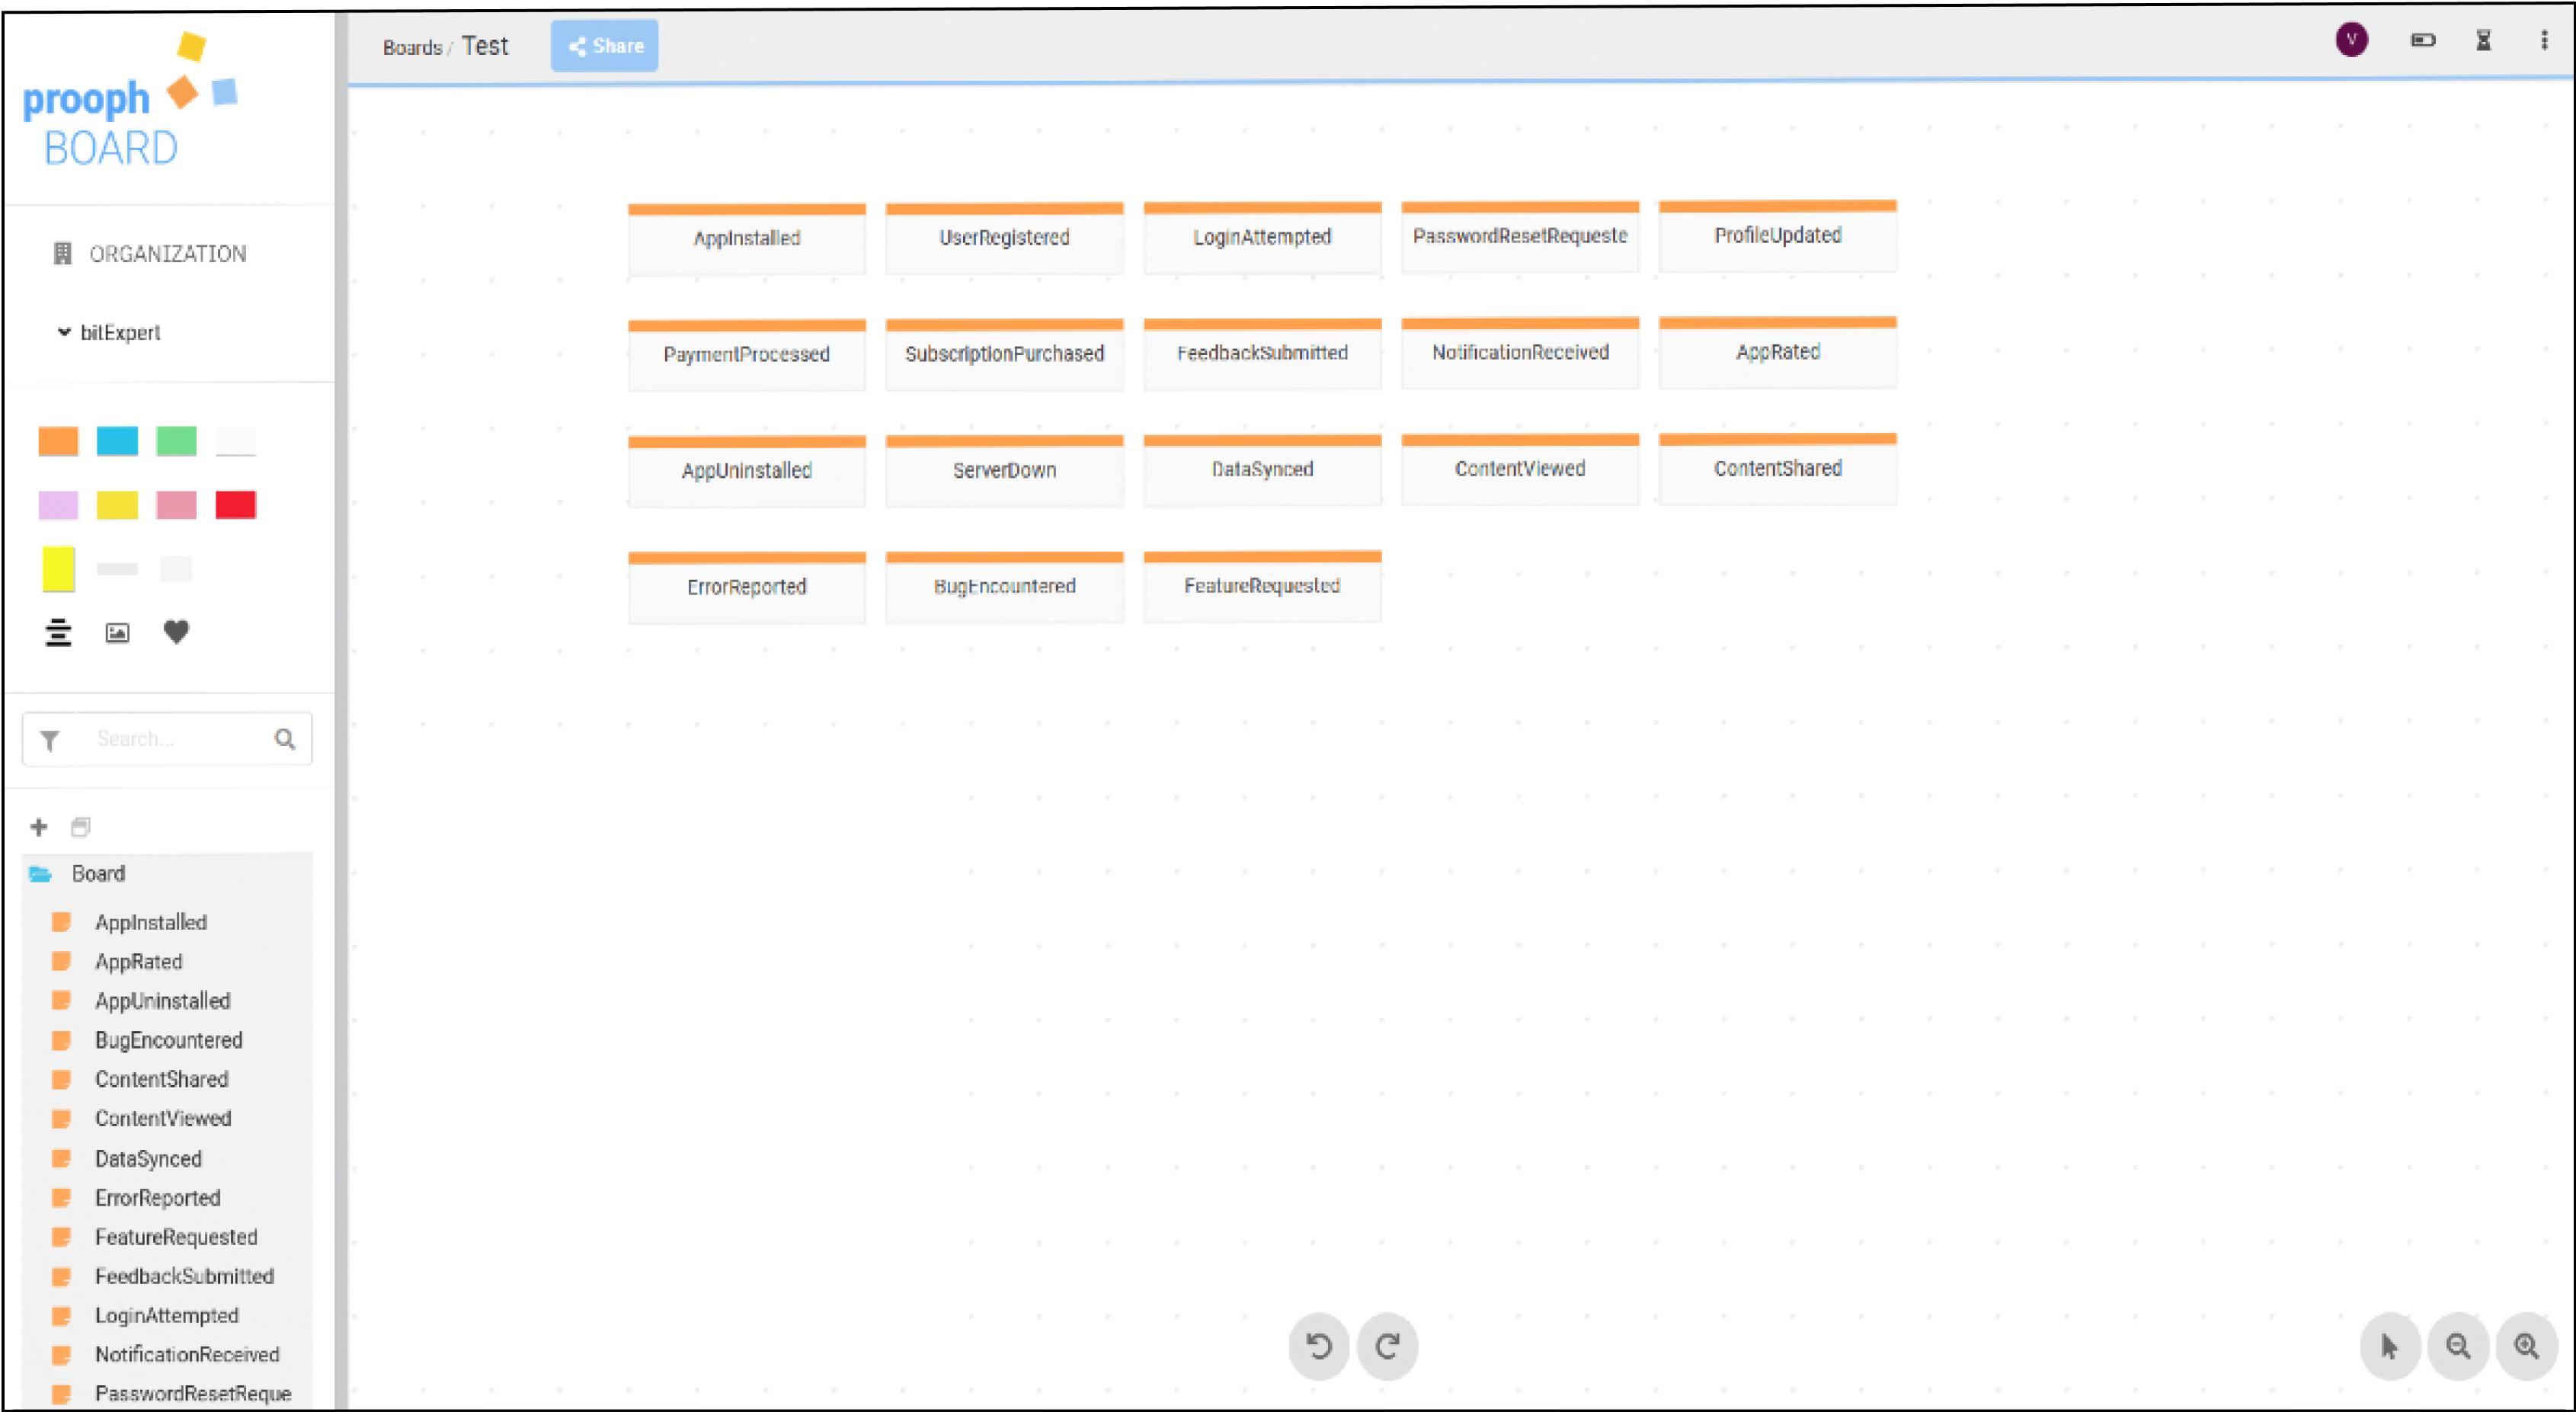 prooph
BOARD
Boards / Test
Share
V
ORGANIZATION
bitExpert
Search...
Board
AppInstalled
AppRated
AppUninstalled
BugEncountered
ContentShared
ContentViewed
DataSynced
ErrorReported
FeatureRequested
FeedbackSubmitted
LoginAttempted
NotificationReceived
PasswordResetReque
AppInstalled UserRegistered LoginAttempted PasswordResetRequeste ProfileUpdated
PaymentProcessed SubscriptionPurchased FeedbackSubmitted NotificationReceived AppRated
AppUninstalled ServerDown DataSynced ContentViewed ContentShared
ErrorReported BugEncountered FeatureRequested